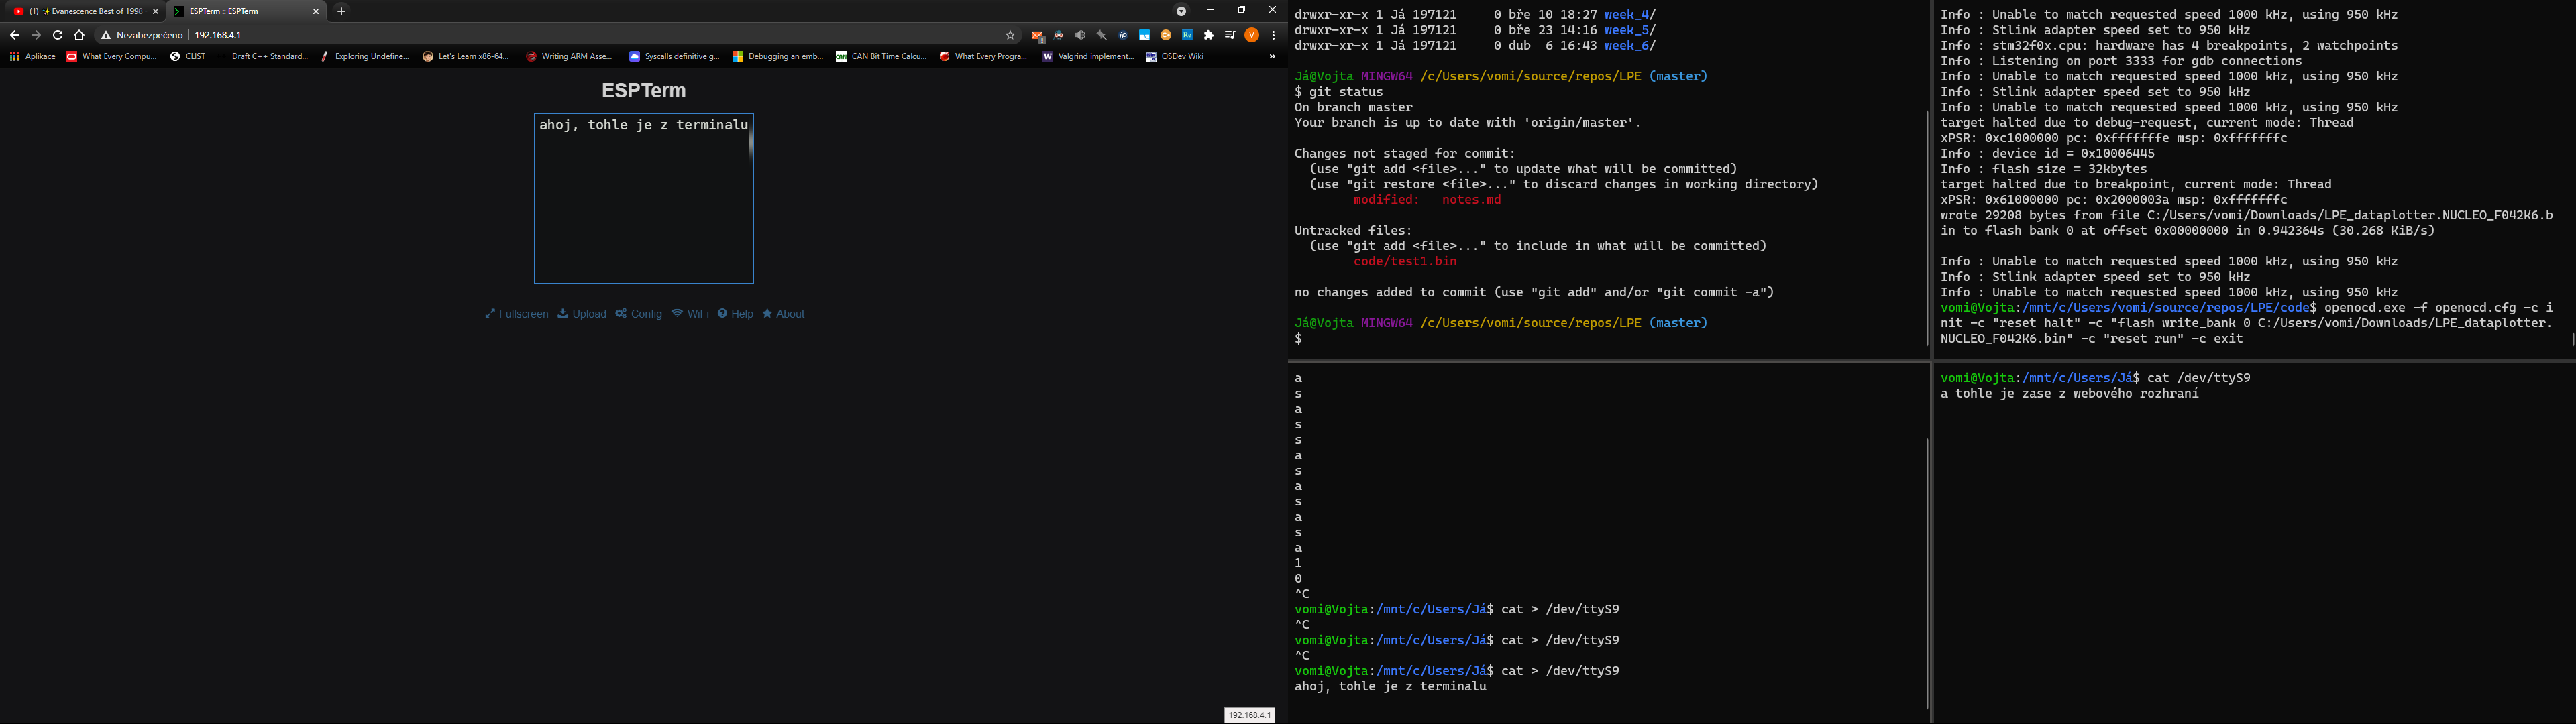 (1) ✨ Evanescence Best of 1998
ESPTerm :: ESPTerm
Nezabezpečeno
192.168.4.1
Aplikace
What Every Compu...
CLIST
Draft C++ Standard...
Exploring Undefine...
Let's Learn x86-64...
Writing ARM Asse...
Syscalls definitive g...
Debugging an emb...
CAN Bit Time Calcu...
What Every Progra...
Valgrind implement...
OSDev Wiki
»
ESPTerm
ahoj, tohle je z terminalu
Fullscreen Upload Config WiFi Help About
192.168.4.1
drwxr-xr-x 1 Já 197121     0 bře 10 18:27 week_4/
drwxr-xr-x 1 Já 197121     0 bře 23 14:16 week_5/
drwxr-xr-x 1 Já 197121     0 dub  6 16:43 week_6/
Já@Vojta MINGW64 /c/Users/vomi/source/repos/LPE (master)
$ git status
On branch master
Your branch is up to date with 'origin/master'.
Changes not staged for commit:
  (use "git add <file>..." to update what will be committed)
  (use "git restore <file>..." to discard changes in working directory)
        modified:   notes.md
Untracked files:
  (use "git add <file>..." to include in what will be committed)
        code/test1.bin
no changes added to commit (use "git add" and/or "git commit -a")
Já@Vojta MINGW64 /c/Users/vomi/source/repos/LPE (master)
$
Info : Unable to match requested speed 1000 kHz, using 950 kHz
Info : Stlink adapter speed set to 950 kHz
Info : stm32f0x.cpu: hardware has 4 breakpoints, 2 watchpoints
Info : Listening on port 3333 for gdb connections
Info : Unable to match requested speed 1000 kHz, using 950 kHz
Info : Stlink adapter speed set to 950 kHz
Info : Unable to match requested speed 1000 kHz, using 950 kHz
target halted due to debug-request, current mode: Thread
xPSR: 0xc1000000 pc: 0xfffffffe msp: 0xfffffffc
Info : device id = 0x10006445
Info : flash size = 32kbytes
target halted due to breakpoint, current mode: Thread
xPSR: 0x61000000 pc: 0x2000003a msp: 0xfffffffc
wrote 29208 bytes from file C:/Users/vomi/Downloads/LPE_dataplotter.NUCLEO_F042K6.b
in to flash bank 0 at offset 0x00000000 in 0.942364s (30.268 KiB/s)
Info : Unable to match requested speed 1000 kHz, using 950 kHz
Info : Stlink adapter speed set to 950 kHz
Info : Unable to match requested speed 1000 kHz, using 950 kHz
vomi@Vojta:/mnt/c/Users/vomi/source/repos/LPE/code$ openocd.exe -f openocd.cfg -c i
nit -c "reset halt" -c "flash write_bank 0 C:/Users/vomi/Downloads/LPE_dataplotter.
NUCLEO_F042K6.bin" -c "reset run" -c exit
a
s
a
s
s
a
s
a
s
a
s
a
1
0
^C
vomi@Vojta:/mnt/c/Users/Já$ cat > /dev/ttyS9
^C
vomi@Vojta:/mnt/c/Users/Já$ cat > /dev/ttyS9
^C
vomi@Vojta:/mnt/c/Users/Já$ cat > /dev/ttyS9
ahoj, tohle je z terminalu
vomi@Vojta:/mnt/c/Users/Já$ cat /dev/ttyS9
a tohle je zase z webového rozhraní